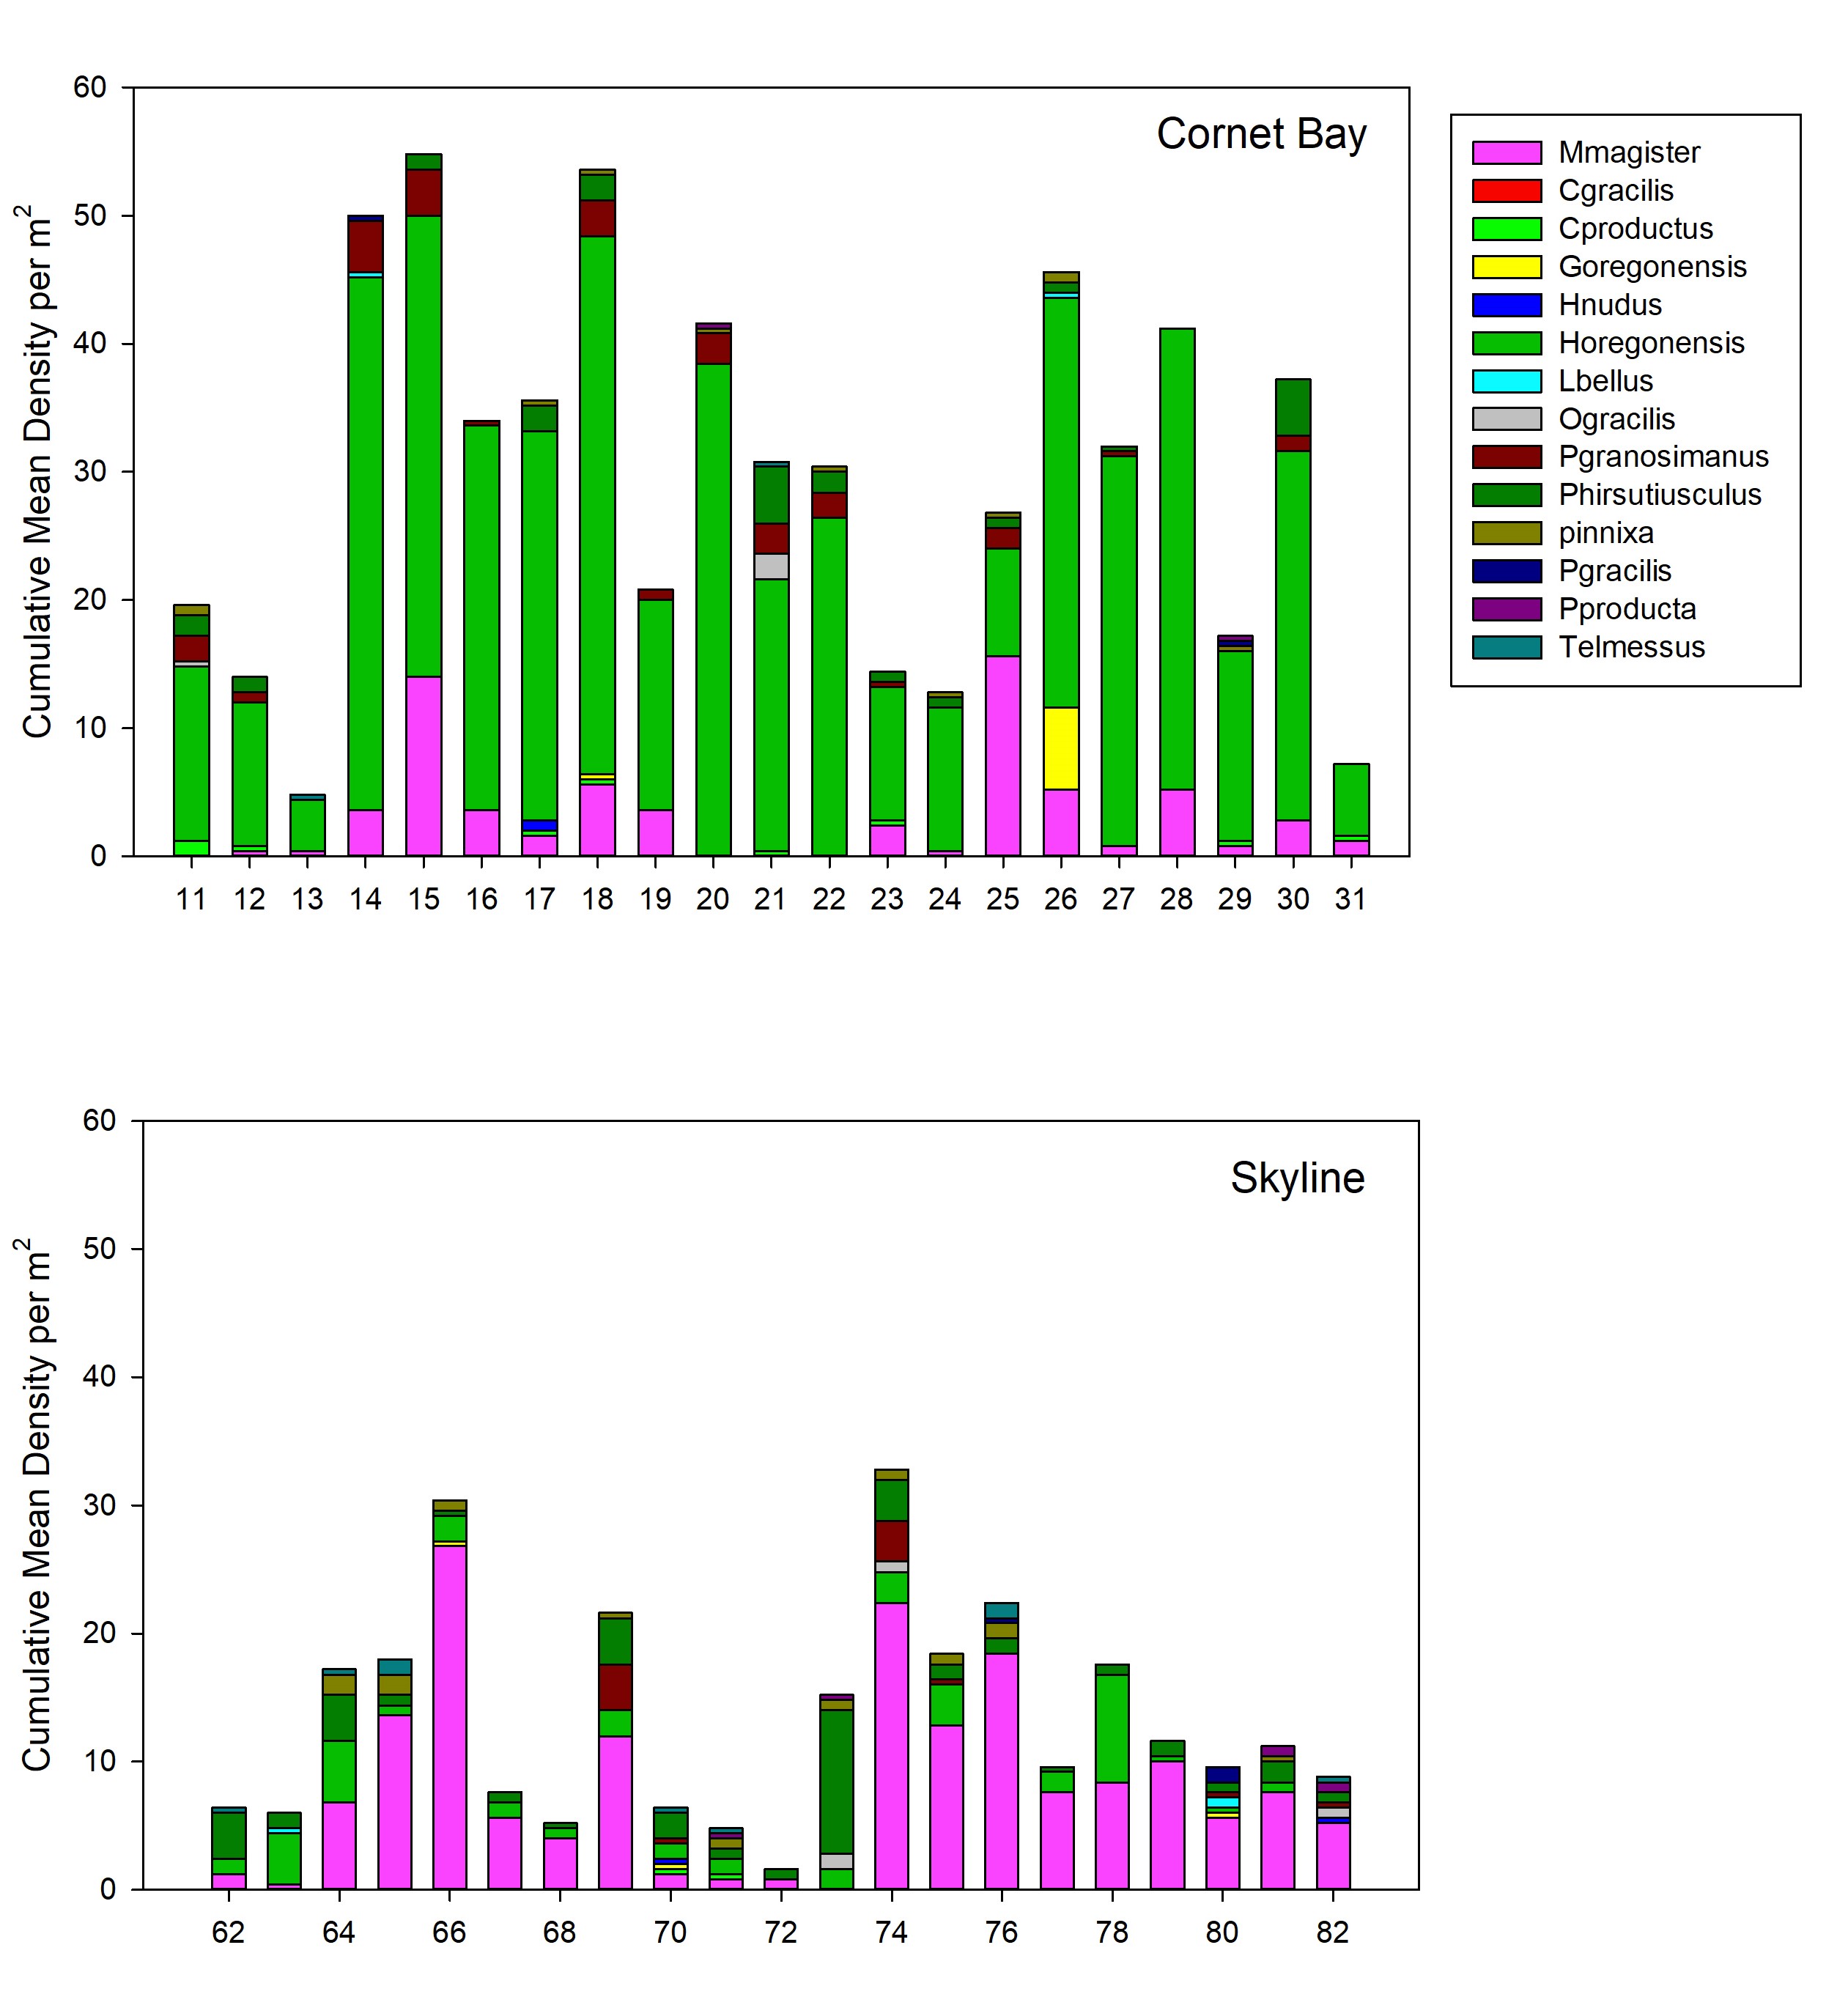 Cornet Bay
Cumulative Mean Density per m²
60
50
40
30
20
10
0
11 12 13 14 15 16 17 18 19 20 21 22 23 24 25 26 27 28 29 30 31
Mmagister
Cgracilis
Cproductus
Goregonensis
Hnudus
Horegonensis
Lbellus
Ogracilis
Pgranosimanus
Phirsutiusculus
pinnixa
Pgracilis
Pproducta
Telmessus
Skyline
Cumulative Mean Density per m²
60
50
40
30
20
10
0
62 64 66 68 70 72 74 76 78 80 82